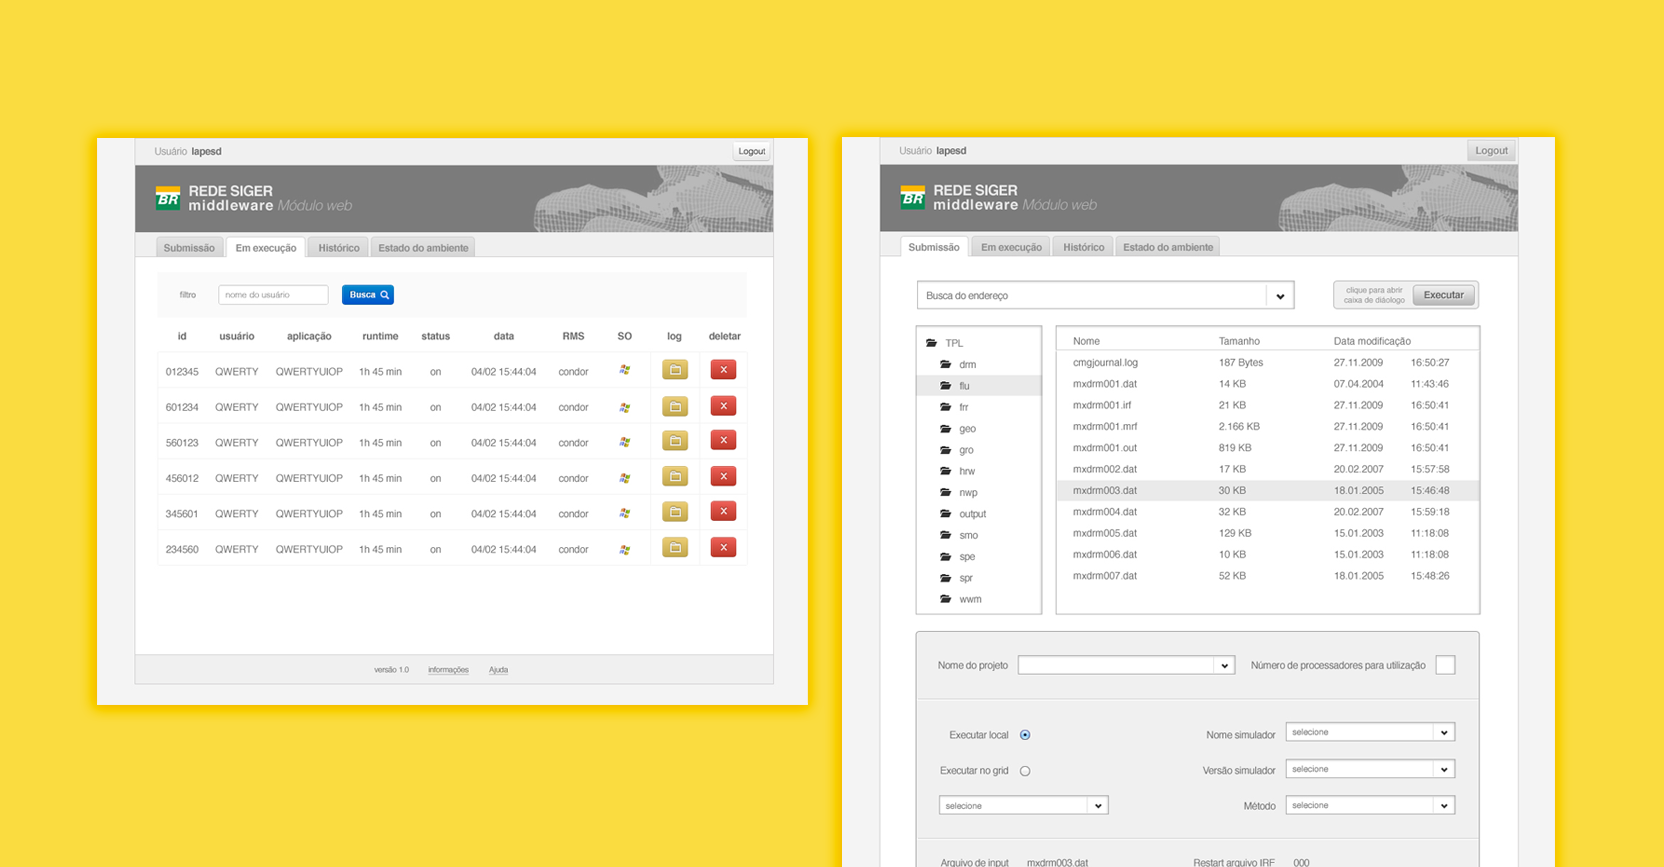 Usuário lapesd
Logout
BR
REDE SIGER
middleware Módulo web
Submissão Em execução Histórico Estado do ambiente
filtro nome do usuário Busca
id usuário aplicação runtime status data RMS SO log deletar
012345 QWERTY QWERTYUIOP 1h 45 min on 04/02 15:44:04 condor x
601234 QWERTY QWERTYUIOP 1h 45 min on 04/02 15:44:04 condor x
560123 QWERTY QWERTYUIOP 1h 45 min on 04/02 15:44:04 condor x
456012 QWERTY QWERTYUIOP 1h 45 min on 04/02 15:44:04 condor x
345601 QWERTY QWERTYUIOP 1h 45 min on 04/02 15:44:04 condor x
234560 QWERTY QWERTYUIOP 1h 45 min on 04/02 15:44:04 condor x
versão 1.0 informações Ajuda
Usuário lapesd
Logout
BR
REDE SIGER
middleware Módulo web
Submissão Em execução Histórico Estado do ambiente
Busca do endereço
clique para abrir
caixa de diáologo
Executar
TPL
drm
flu
frr
geo
gro
hrw
nwp
output
smo
spe
spr
wwm
Nome Tamanho Data modificação
cmgjournal.log 187 Bytes 27.11.2009 16:50:27
mxdrm001.dat 14 KB 07.04.2004 11:43:46
mxdrm001.irf 21 KB 27.11.2009 16:50:41
mxdrm001.mrf 2.166 KB 27.11.2009 16:50:41
mxdrm001.out 819 KB 27.11.2009 16:50:41
mxdrm002.dat 17 KB 20.02.2007 15:57:58
mxdrm003.dat 30 KB 18.01.2005 15:46:48
mxdrm004.dat 32 KB 20.02.2007 15:59:18
mxdrm005.dat 129 KB 15.01.2003 11:18:08
mxdrm006.dat 10 KB 15.01.2003 11:18:08
mxdrm007.dat 52 KB 18.01.2005 15:48:26
Nome do projeto Número de processadores para utilização
Executar local Nome simulador selecione
Executar no grid Versão simulador selecione
selecione Método selecione
Arquivo de input mxdrm003.dat Restart arquivo IRF 000